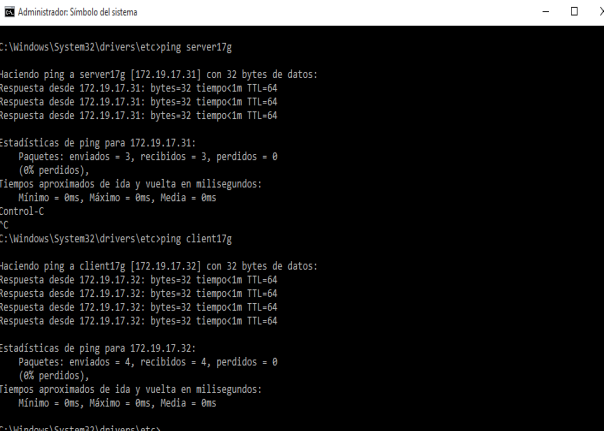 Administrador: Símbolo del sistema
C:\Windows\System32\drivers\etc>ping server17g
Haciendo ping a server17g [172.19.17.31] con 32 bytes de datos:
Respuesta desde 172.19.17.31: bytes=32 tiempo<1m TTL=64
Respuesta desde 172.19.17.31: bytes=32 tiempo<1m TTL=64
Respuesta desde 172.19.17.31: bytes=32 tiempo<1m TTL=64
Estadísticas de ping para 172.19.17.31:
Paquetes: enviados = 3, recibidos = 3, perdidos = 0
(0% perdidos),
Tiempos aproximados de ida y vuelta en milisegundos:
Mínimo = 0ms, Máximo = 0ms, Media = 0ms
Control-C
^C
C:\Windows\System32\drivers\etc>ping client17g
Haciendo ping a client17g [172.19.17.32] con 32 bytes de datos:
Respuesta desde 172.19.17.32: bytes=32 tiempo<1m TTL=64
Respuesta desde 172.19.17.32: bytes=32 tiempo<1m TTL=64
Respuesta desde 172.19.17.32: bytes=32 tiempo<1m TTL=64
Respuesta desde 172.19.17.32: bytes=32 tiempo<1m TTL=64
Estadísticas de ping para 172.19.17.32:
Paquetes: enviados = 4, recibidos = 4, perdidos = 0
(0% perdidos),
Tiempos aproximados de ida y vuelta en milisegundos:
Mínimo = 0ms, Máximo = 0ms, Media = 0ms
C:\Windows\System32\drivers\etc>